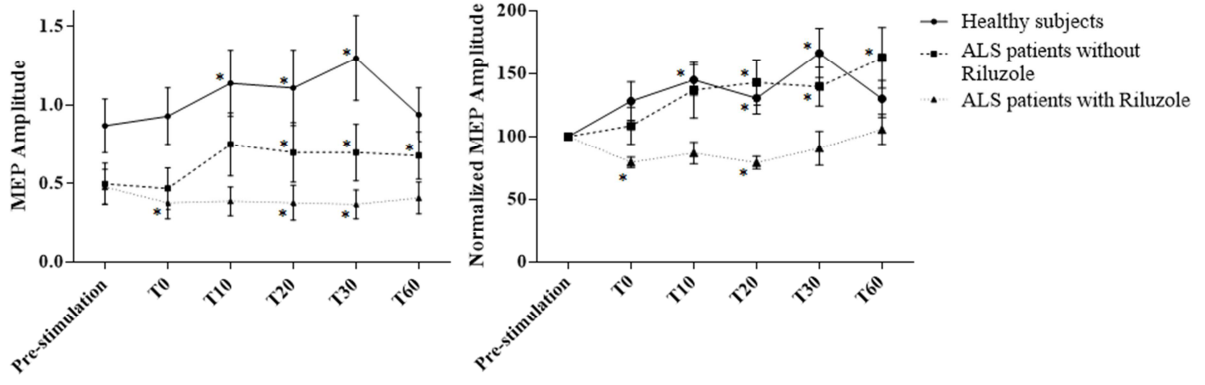 MEP Amplitude
1.5
1.0
0.5
0.0
*
*
*
*
*
*
*
*
*
Pre-stimulation
T0
T10
T20
T30
T60
Normalized MEP Amplitude
200
150
100
50
0
*
*
*
*
*
*
*
*
Pre-stimulation
T0
T10
T20
T30
T60
Healthy subjects
ALS patients without
Riluzole
ALS patients with Riluzole